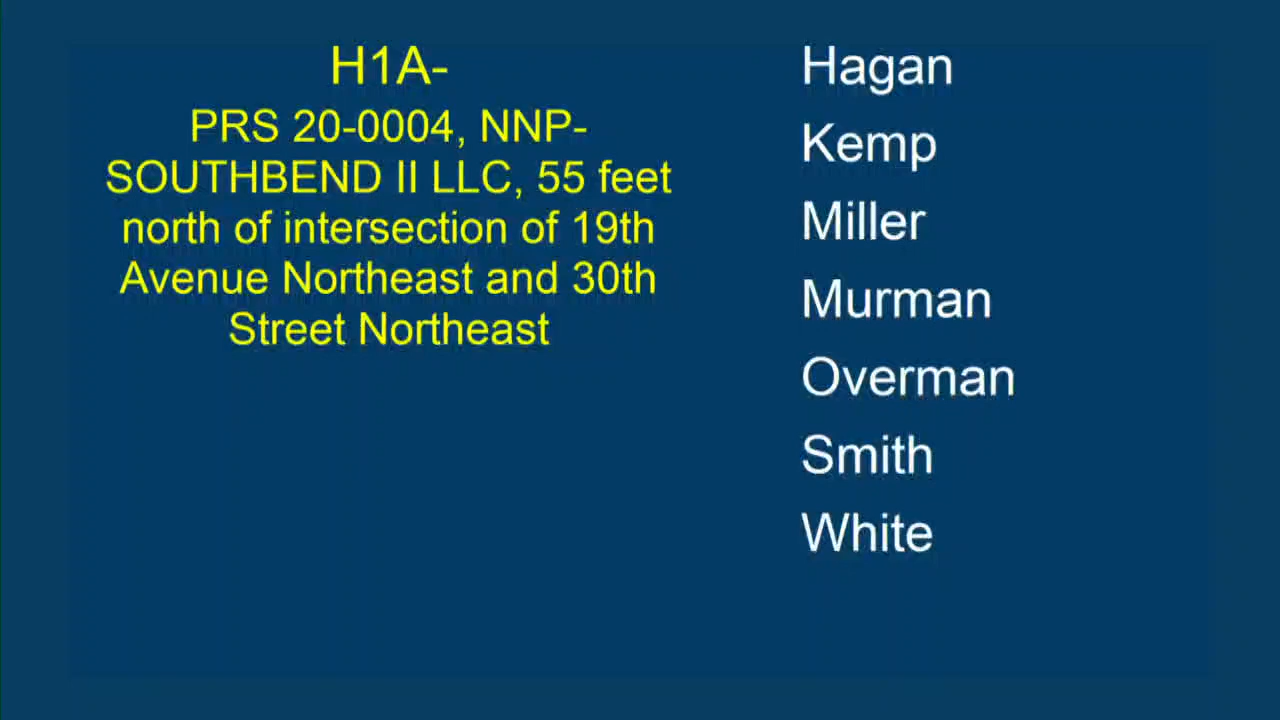 H1A-
PRS 20-0004, NNP-
SOUTHBEND II LLC, 55 feet
north of intersection of 19th
Avenue Northeast and 30th
Street Northeast
Hagan
Kemp
Miller
Murman
Overman
Smith
White